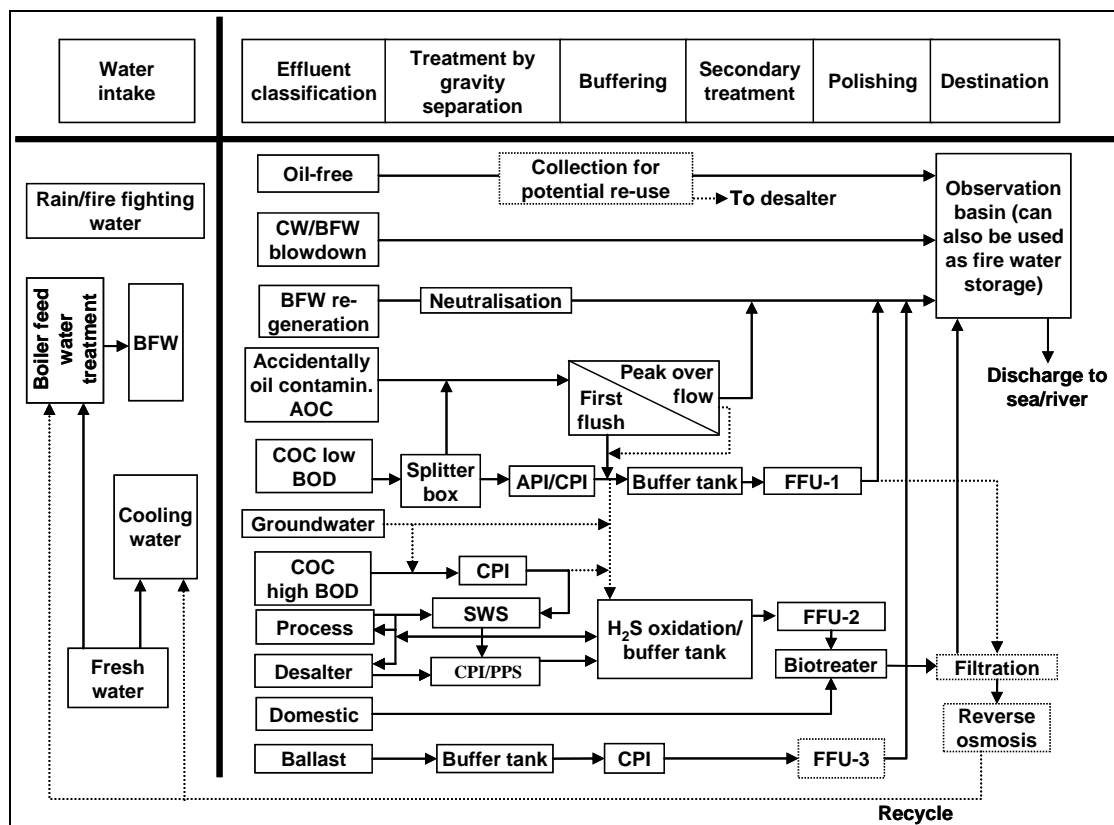 Water
intake
Effluent
classification
Treatment by
gravity
separation
Buffering
Secondary
treatment
Polishing
Destination
Rain/fire fighting
water
Boiler feed
water
treatment
BFW
Cooling
water
Fresh
water
Oil-free
Collection for
potential re-use
To desalter
Observation
basin (can
also be used
as fire water
storage)
CW/BFW
blowdown
BFW re-
generation
Neutralisation
Accidentally
oil contamin.
AOC
Peak over
flow
First
flush
Discharge to
sea/river
COC low
BOD
Splitter
box
API/CPI
Buffer tank
FFU-1
Groundwater
COC
high BOD
CPI
Process
SWS
H₂S oxidation/
buffer tank
FFU-2
Desalter
CPI/PPS
Biotreater
Filtration
Domestic
Reverse
osmosis
Ballast
Buffer tank
CPI
FFU-3
Recycle